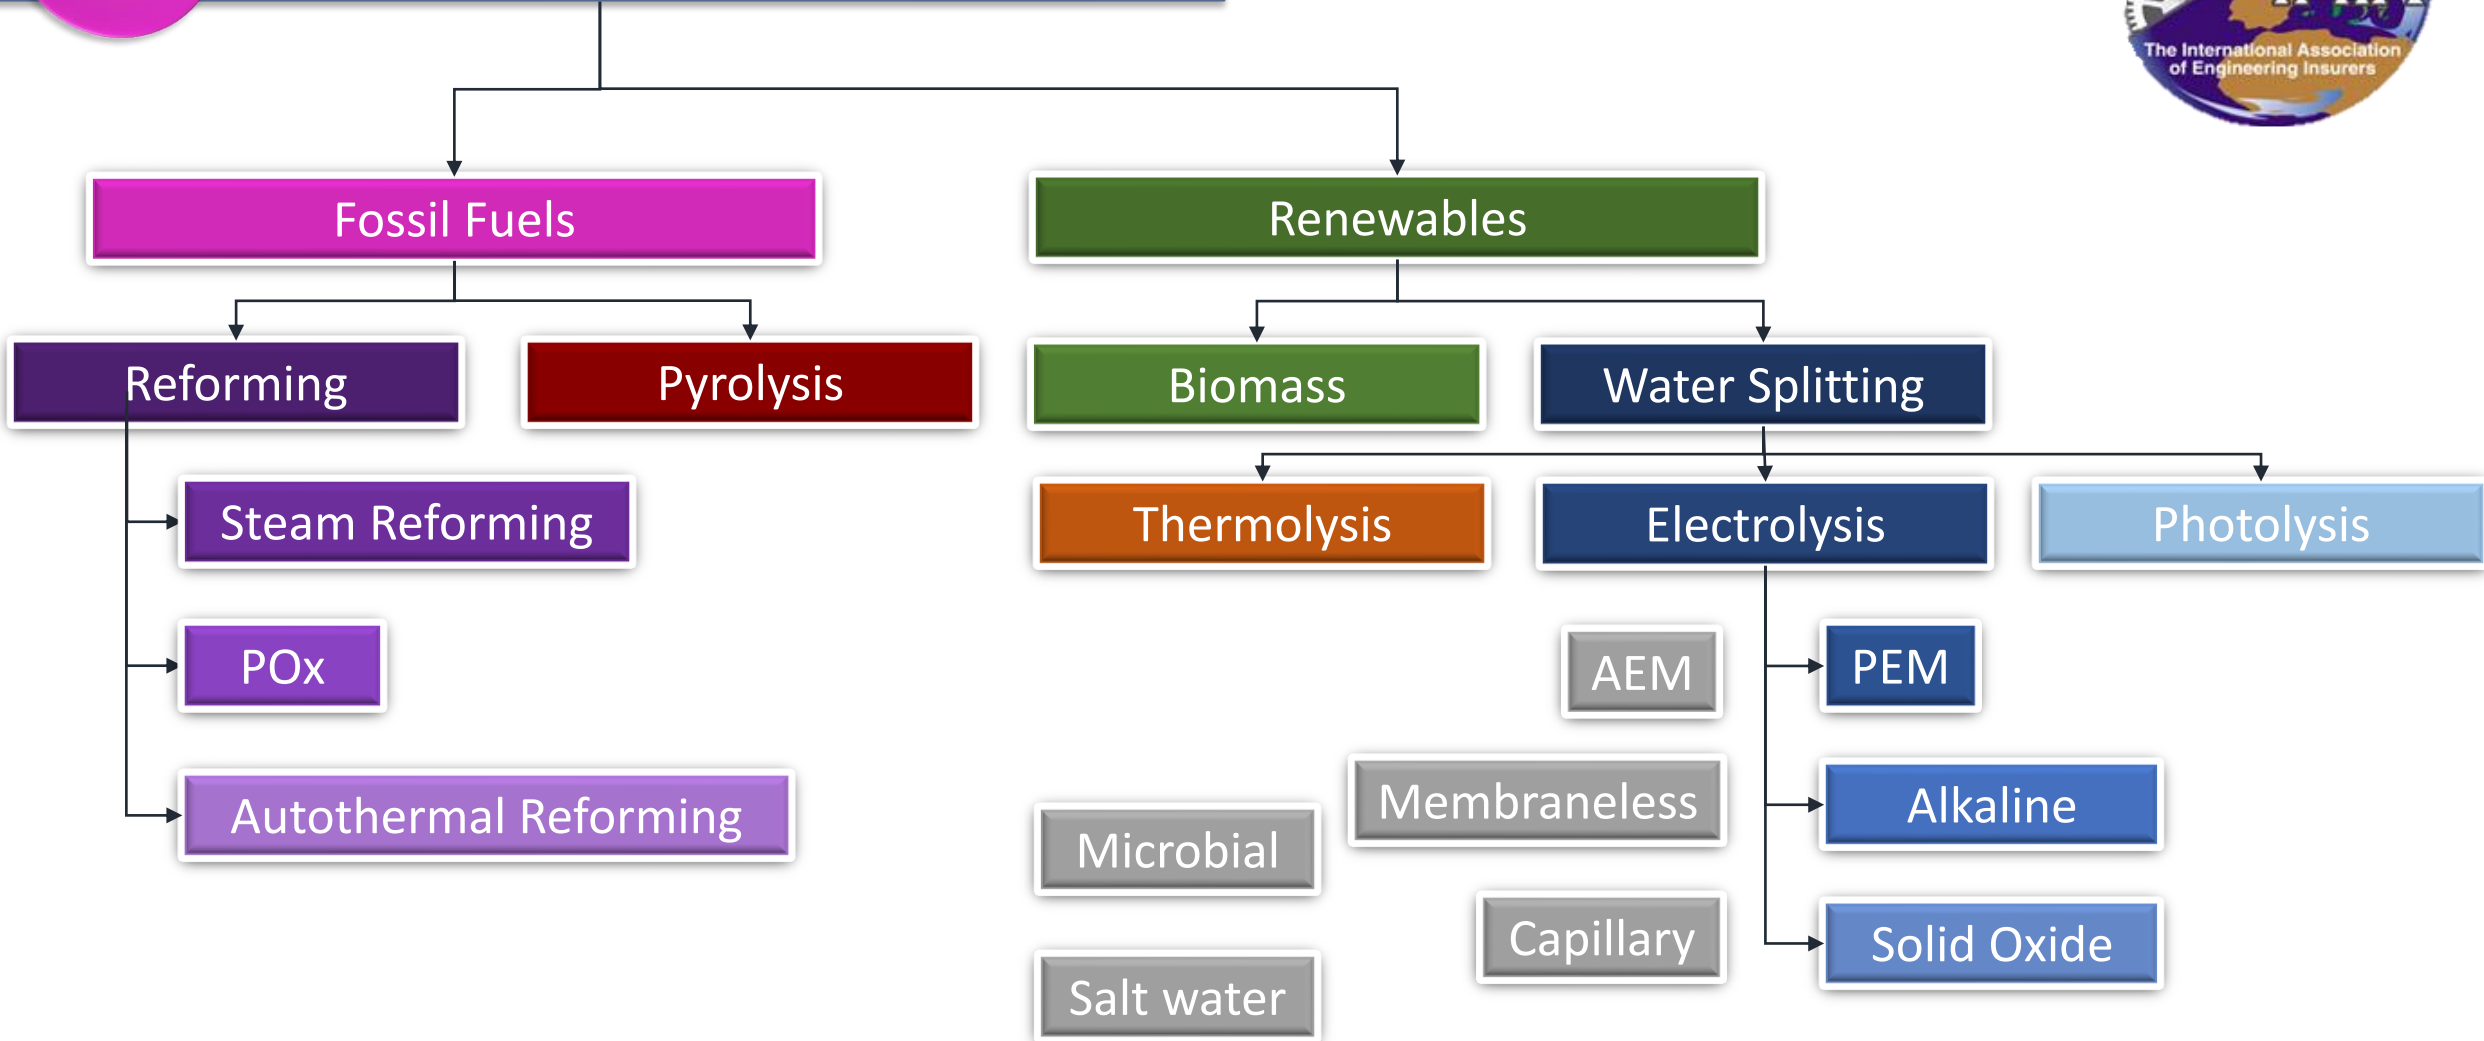 The International Association
of Engineering Insurers
Fossil Fuels
Renewables
Reforming
Pyrolysis
Biomass
Water Splitting
Steam Reforming
Thermolysis
Electrolysis
Photolysis
POx
AEM
PEM
Autothermal Reforming
Membraneless
Alkaline
Microbial
Capillary
Solid Oxide
Salt water